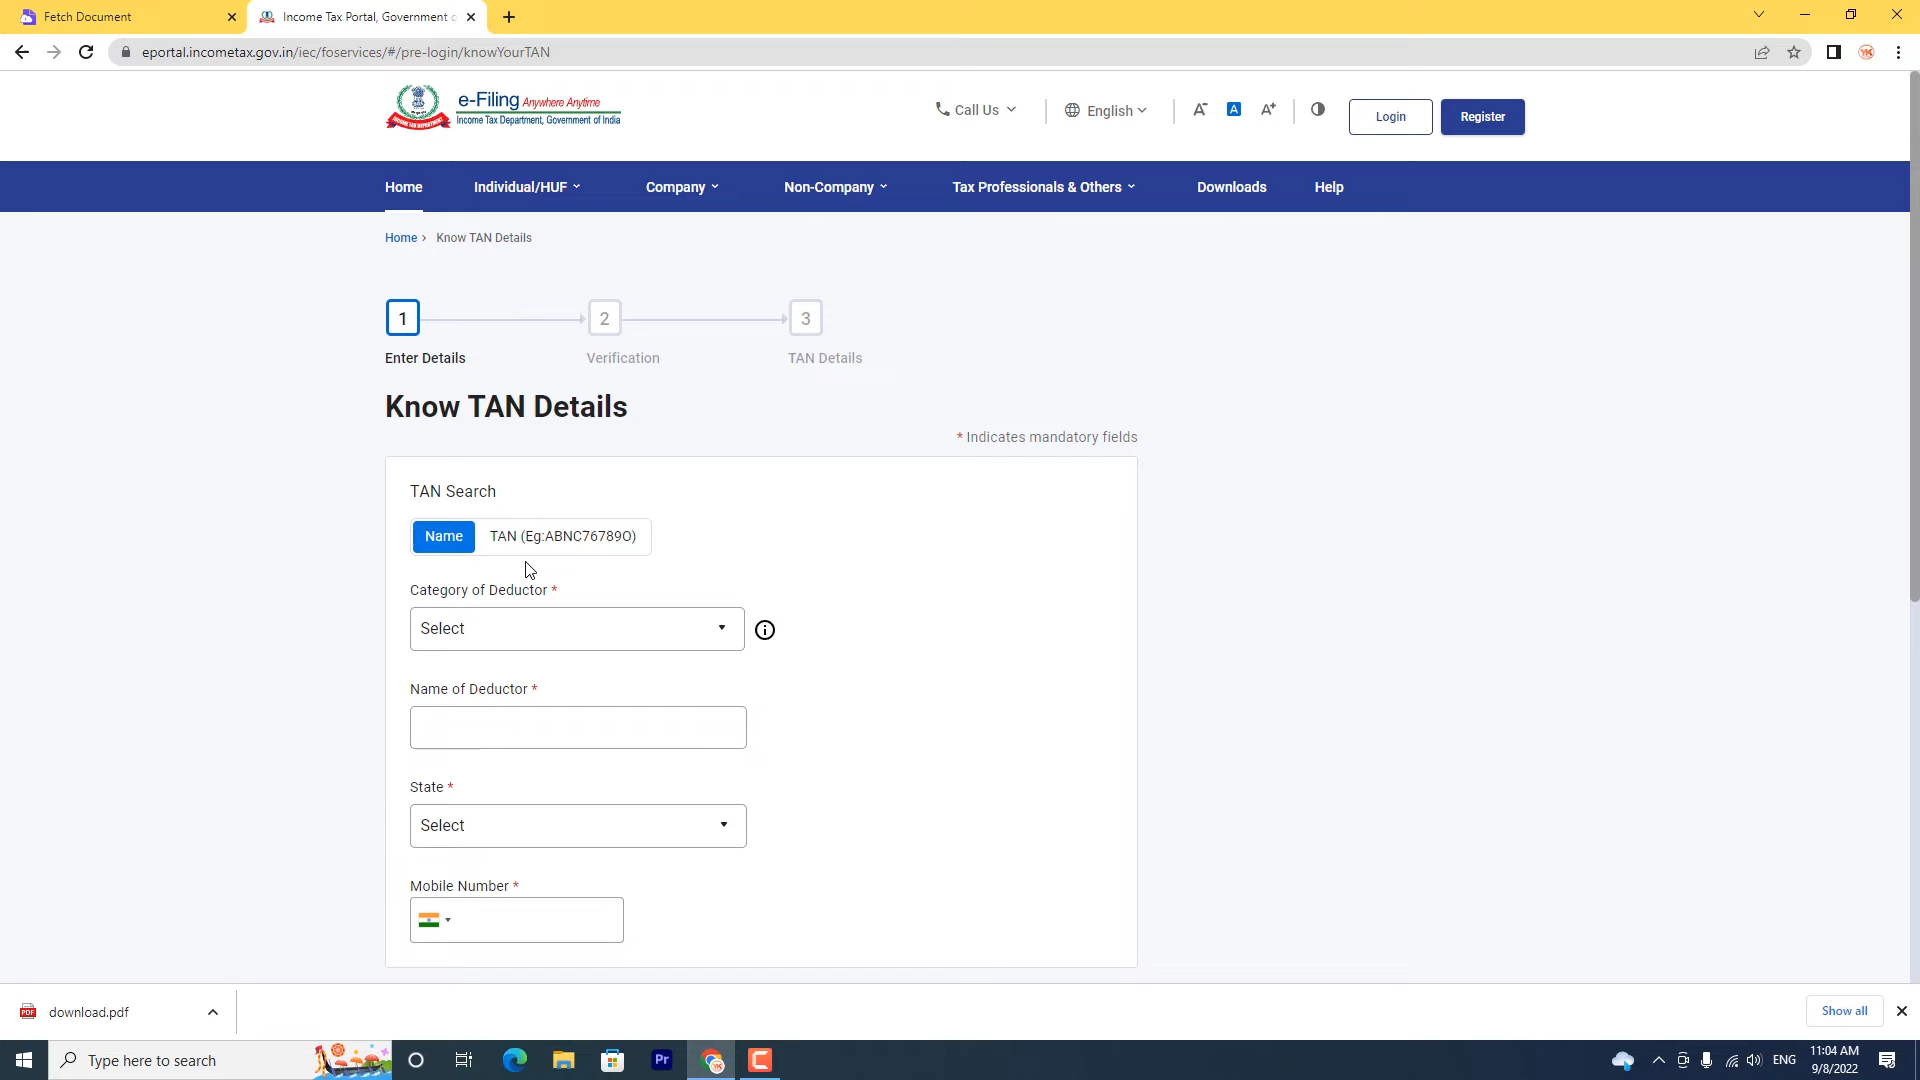 Fetch Document
Income Tax Portal, Government o
eportal.incometax.gov.in/iec/foservices/#/pre-login/knowYourTAN
e-Filing Anywhere Anytime
Income Tax Department, Government of India
Call Us
English
A-
A
A+
Login
Register
Home
Individual/HUF
Company
Non-Company
Tax Professionals & Others
Downloads
Help
Home > Know TAN Details
1
2
3
Enter Details
Verification
TAN Details
Know TAN Details
* Indicates mandatory fields
TAN Search
Name
TAN (Eg:ABNC76789O)
Category of Deductor *
Select
Name of Deductor *
State *
Select
Mobile Number *
PDF
download.pdf
Show all
Type here to search
Pr
ENG
11:04 AM
9/8/2022